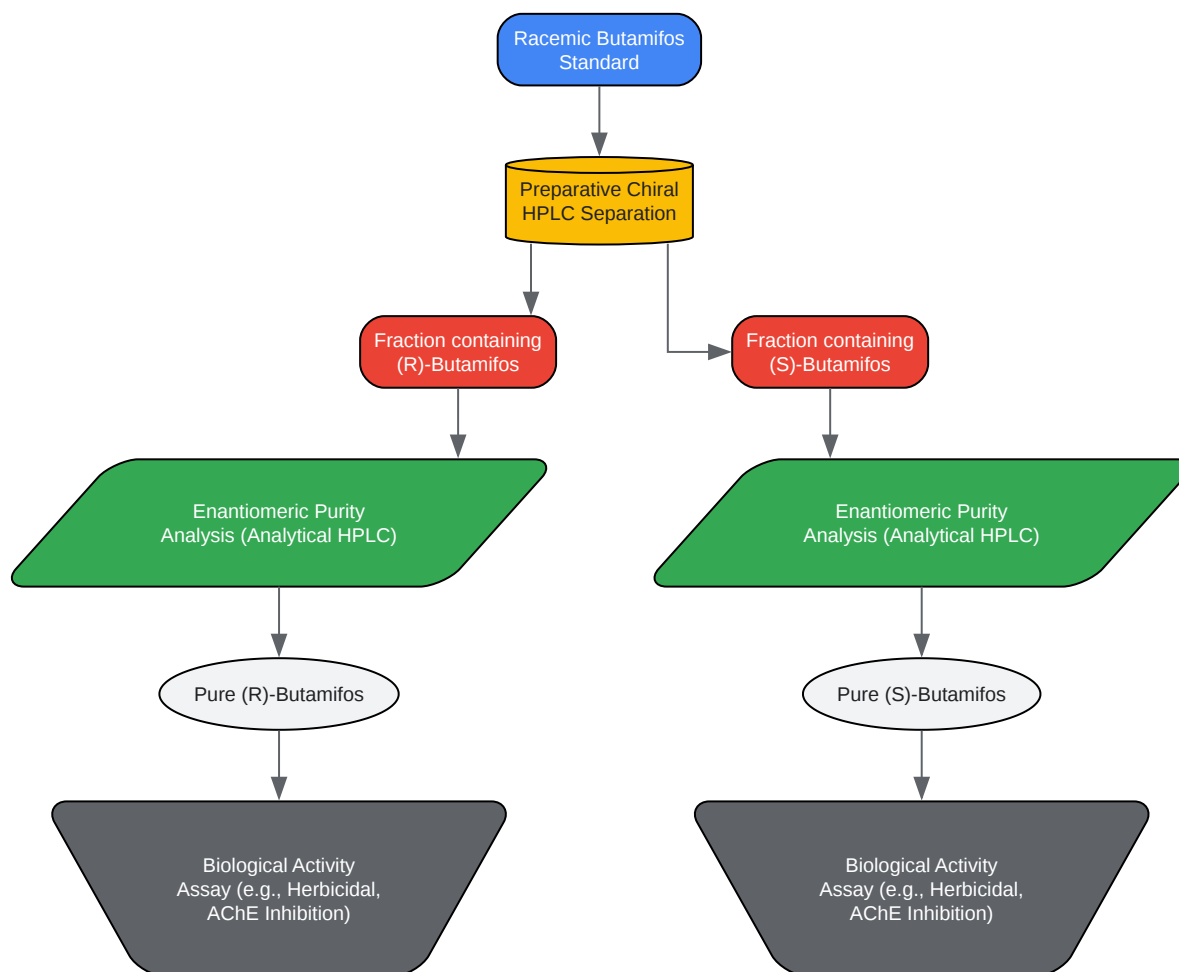 Racemic Butamifos
Standard
Preparative Chiral
HPLC Separation
Fraction containing
(R)-Butamifos
Fraction containing
(S)-Butamifos
Enantiomeric Purity
Analysis (Analytical HPLC)
Enantiomeric Purity
Analysis (Analytical HPLC)
Pure (R)-Butamifos
Pure (S)-Butamifos
Biological Activity
Assay (e.g., Herbicidal,
AChE Inhibition)
Biological Activity
Assay (e.g., Herbicidal,
AChE Inhibition)